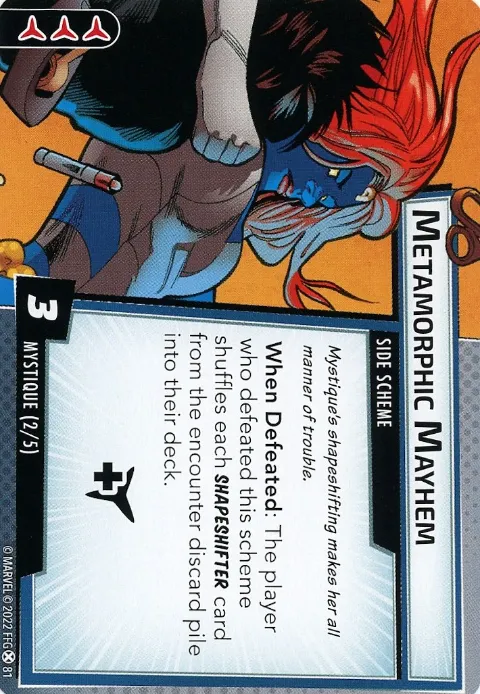 METAMORPHIC MAYHEM
SIDE SCHEME
Mystique's shapeshifting makes her all
manner of trouble.
When Defeated: The player
who defeated this scheme
shuffles each SHAPESHIFTER card
from the encounter discard pile
into their deck.
3
MYSTIQUE (2/5)
© MARVEL © 2022 FFG 81